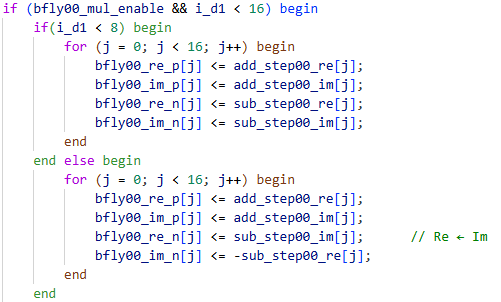 if (bfly00_mul_enable && i_d1 < 16) begin
    if(i_d1 < 8) begin
        for (j = 0; j < 16; j++) begin
            bfly00_re_p[j] <= add_step00_re[j];
            bfly00_im_p[j] <= add_step00_im[j];
            bfly00_re_n[j] <= sub_step00_re[j];
            bfly00_im_n[j] <= sub_step00_im[j];
        end
    end else begin
        for (j = 0; j < 16; j++) begin
            bfly00_re_p[j] <= add_step00_re[j];
            bfly00_im_p[j] <= add_step00_im[j];
            bfly00_re_n[j] <= sub_step00_im[j];      // Re ← Im
            bfly00_im_n[j] <= -sub_step00_re[j];
        end
    end